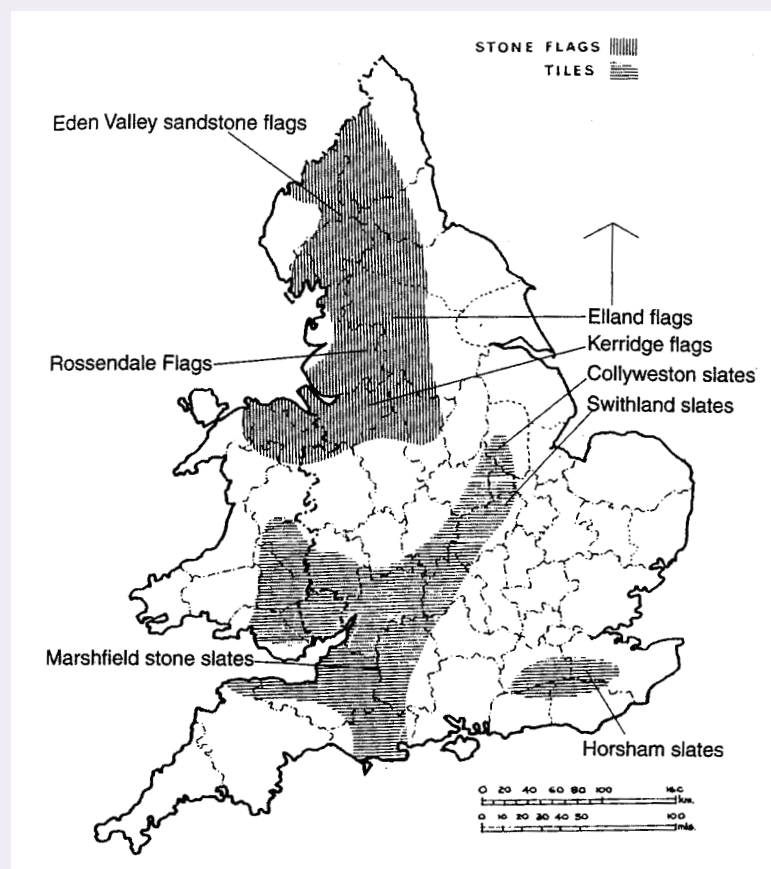 STONE FLAGS
TILES
Eden Valley sandstone flags
Elland flags
Kerridge flags
Rossendale Flags
Collyweston slates
Swithland slates
Marshfield stone slates
Horsham slates
0 20 40 60 80 100 160
km.
0 10 20 30 40 50 100
mls.